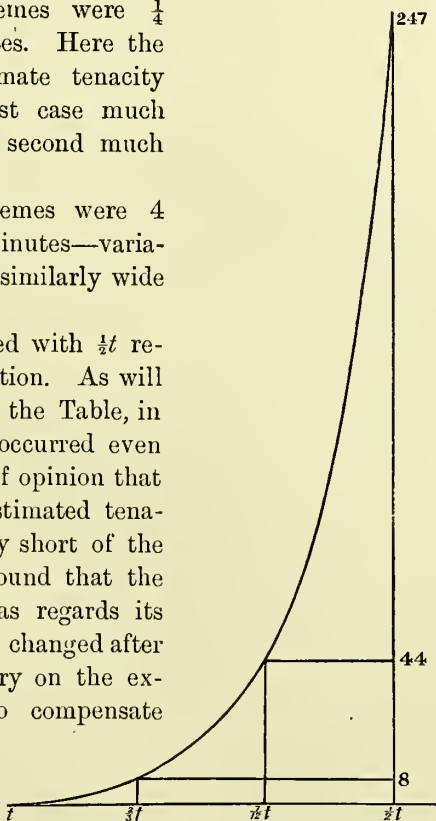 emes were ¼
es. Here the
mate tenacity
st case much
second much
emes were 4
inutes—varia-
similarly wide
ed with ½t re-
tion. As will
the Table, in
occurred even
f opinion that
stimated tena-
y short of the
ound that the
as regards its
changed after
ry on the ex-
o compensate
247
44
8
t ⅔t 7/12 t ½t